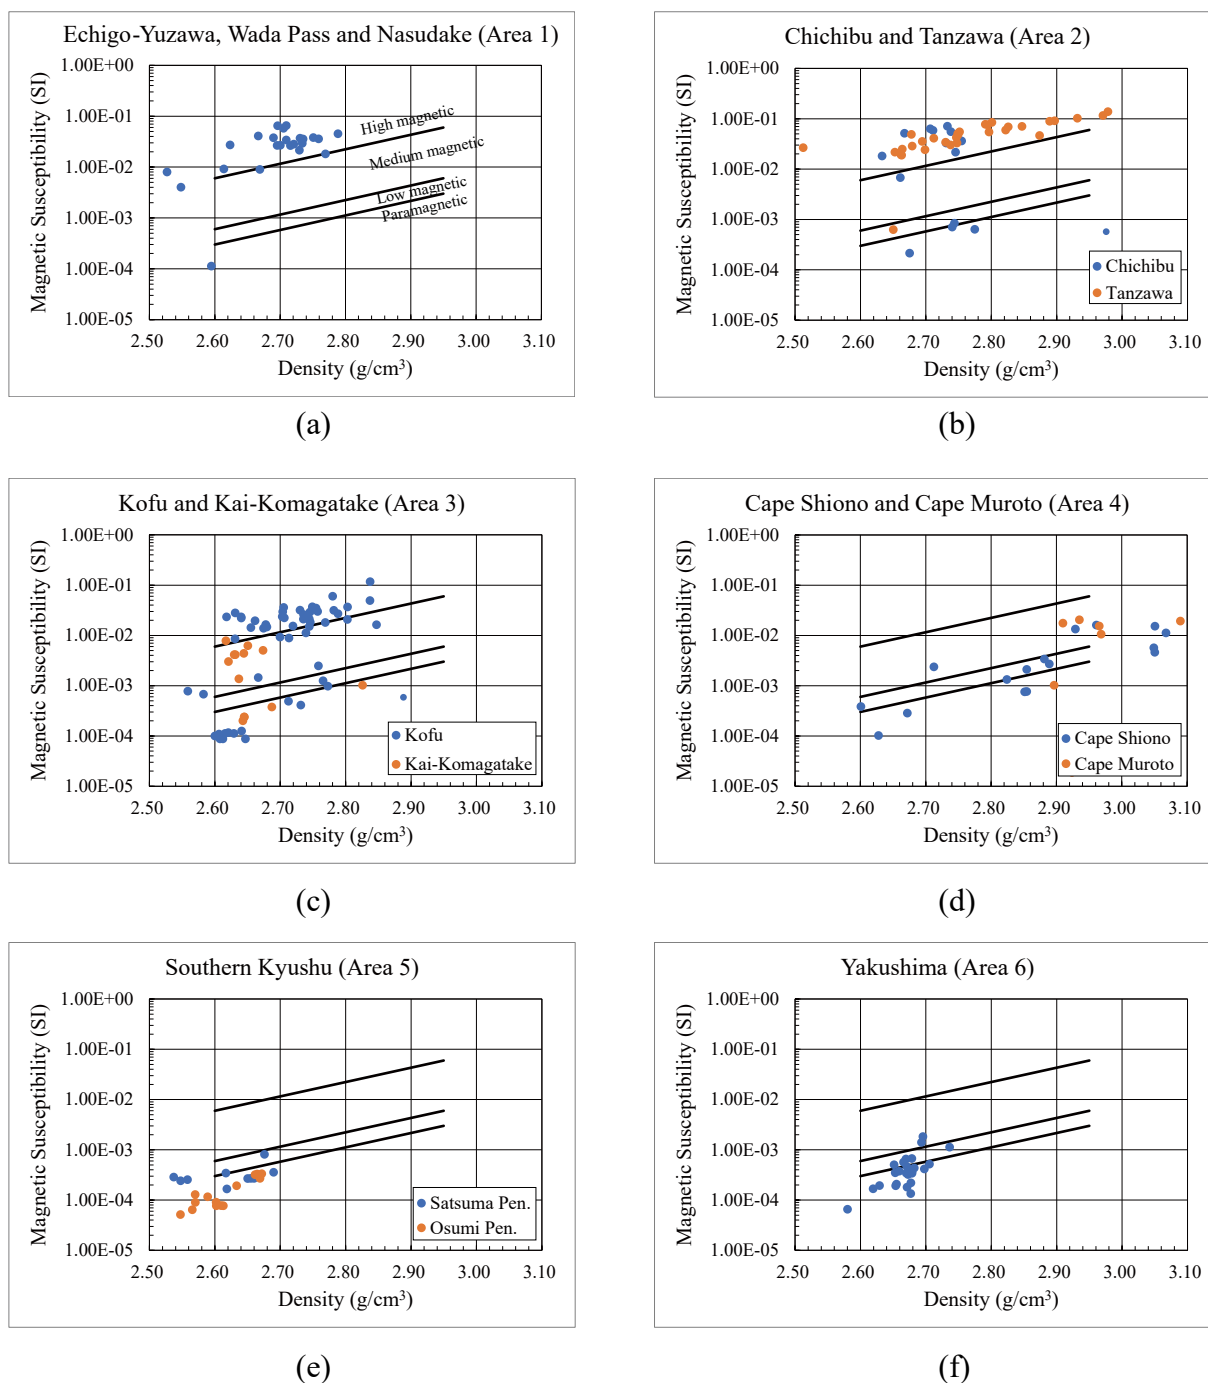 Echigo-Yuzawa, Wada Pass and Nasudake (Area 1)
Magnetic Susceptibility (SI)
1.00E+00
1.00E-01
1.00E-02
1.00E-03
1.00E-04
1.00E-05
High magnetic
Medium magnetic
Low magnetic
Paramagnetic
2.50 2.60 2.70 2.80 2.90 3.00 3.10
Density (g/cm³)
(a)
Chichibu and Tanzawa (Area 2)
Magnetic Susceptibility (SI)
1.00E+00
1.00E-01
1.00E-02
1.00E-03
1.00E-04
1.00E-05
Chichibu
Tanzawa
2.50 2.60 2.70 2.80 2.90 3.00 3.10
Density (g/cm³)
(b)
Kofu and Kai-Komagatake (Area 3)
Magnetic Susceptibility (SI)
1.00E+00
1.00E-01
1.00E-02
1.00E-03
1.00E-04
1.00E-05
Kofu
Kai-Komagatake
2.50 2.60 2.70 2.80 2.90 3.00 3.10
Density (g/cm³)
(c)
Cape Shiono and Cape Muroto (Area 4)
Magnetic Susceptibility (SI)
1.00E+00
1.00E-01
1.00E-02
1.00E-03
1.00E-04
1.00E-05
Cape Shiono
Cape Muroto
2.50 2.60 2.70 2.80 2.90 3.00 3.10
Density (g/cm³)
(d)
Southern Kyushu (Area 5)
Magnetic Susceptibility (SI)
1.00E+00
1.00E-01
1.00E-02
1.00E-03
1.00E-04
1.00E-05
Satsuma Pen.
Osumi Pen.
2.50 2.60 2.70 2.80 2.90 3.00 3.10
Density (g/cm³)
(e)
Yakushima (Area 6)
Magnetic Susceptibility (SI)
1.00E+00
1.00E-01
1.00E-02
1.00E-03
1.00E-04
1.00E-05
2.50 2.60 2.70 2.80 2.90 3.00 3.10
Density (g/cm³)
(f)